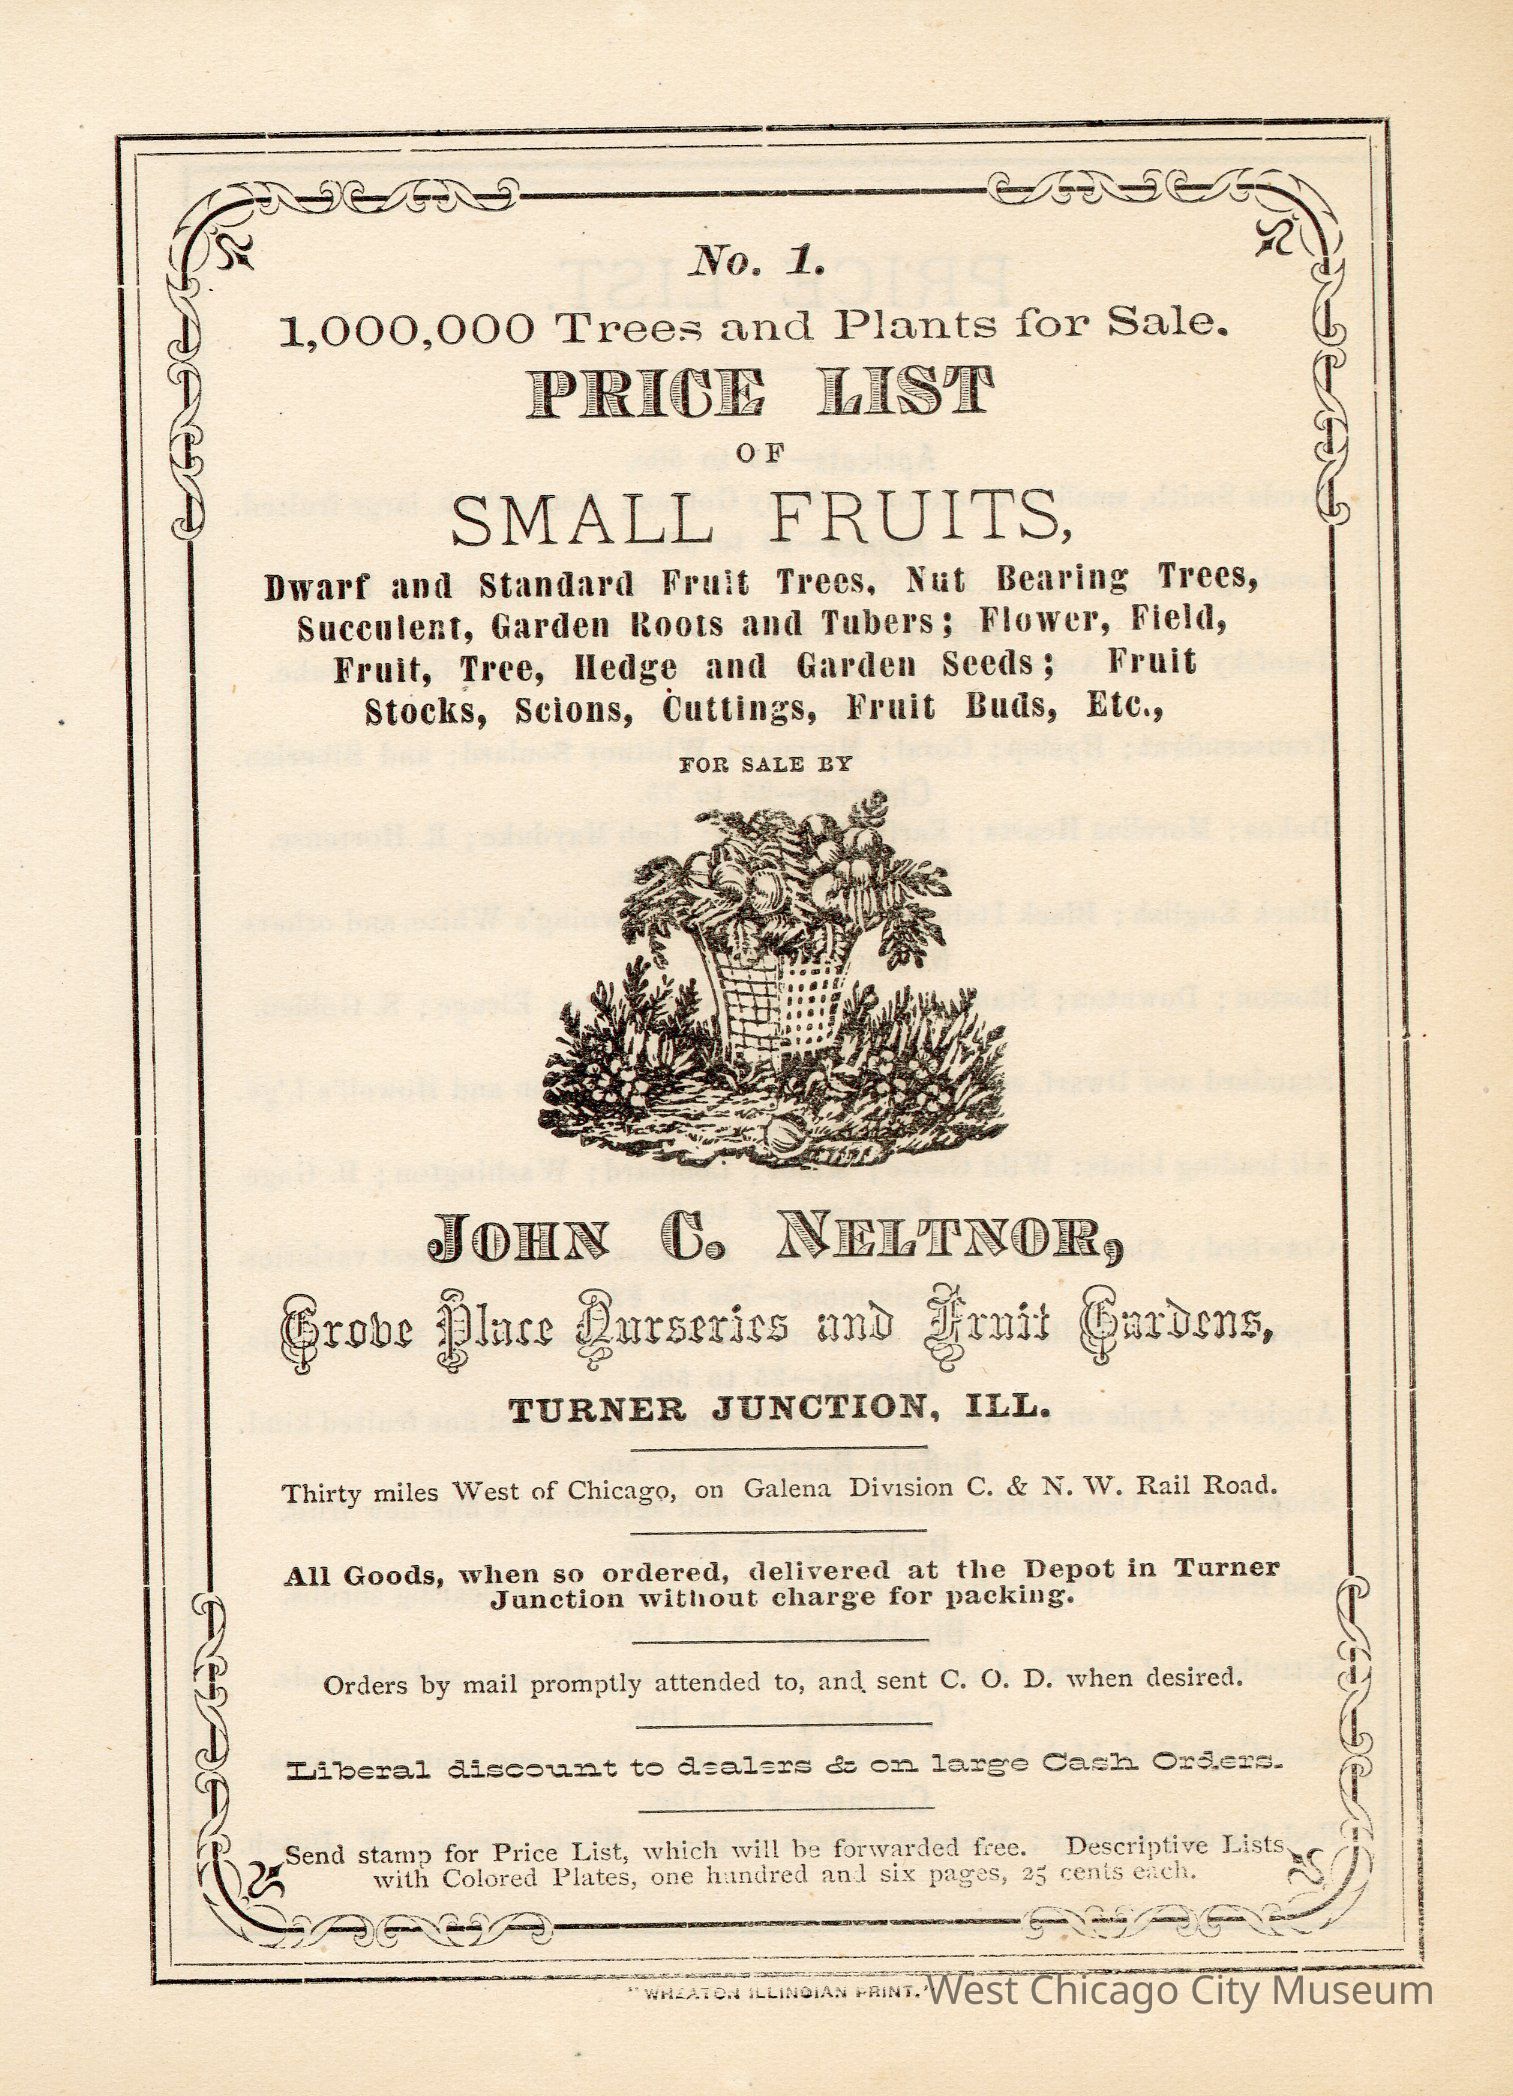 No. 1.
1,000,000 Trees and Plants for Sale.
PRICE LIST
OF
SMALL FRUITS,
Dwarf and Standard Fruit Trees, Nut Bearing Trees,
Succulent, Garden Roots and Tubers; Flower, Field,
Fruit, Tree, Hedge and Garden Seeds; Fruit
Stocks, Scions, Cuttings, Fruit Buds, Etc.,
FOR SALE BY
JOHN C. NELTNOR,
Grove Place Nurseries and Fruit Gardens,
TURNER JUNCTION, ILL.
Thirty miles West of Chicago, on Galena Division C. & N. W. Rail Road.
All Goods, when so ordered, delivered at the Depot in Turner
Junction without charge for packing.
Orders by mail promptly attended to, and sent C. O. D. when desired.
Liberal discount to dealers & on large Cash Orders.
Send stamp for Price List, which will be forwarded free. Descriptive Lists
with Colored Plates, one hundred and six pages, 25 cents each.
"WHEATON ILLINOIAN PRINT."
West Chicago City Museum